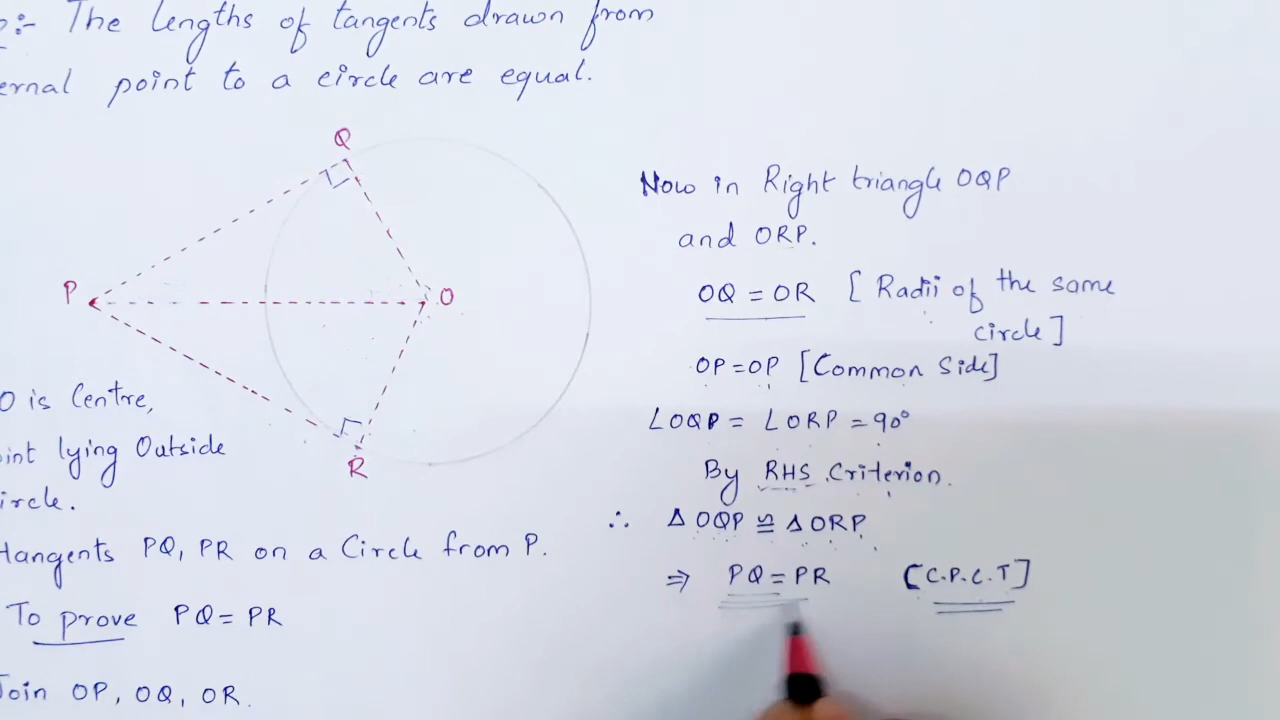 2:- The lengths of tangents drawn from
ernal point to a circle are equal.
Q
P
O
R
O is Centre,
int lying Outside
ircle.
tangents PQ, PR on a Circle from P.
To prove PQ = PR
Join OP, OQ, OR.
Now in Right triangle OQP
and ORP.
OQ = OR [Radii of the same
circle]
OP = OP [Common Side]
∠OQP = ∠ORP = 90°
By RHS Criterion.
∴ Δ OQP ≅ Δ ORP
⇒ PQ = PR [C.P.C.T]